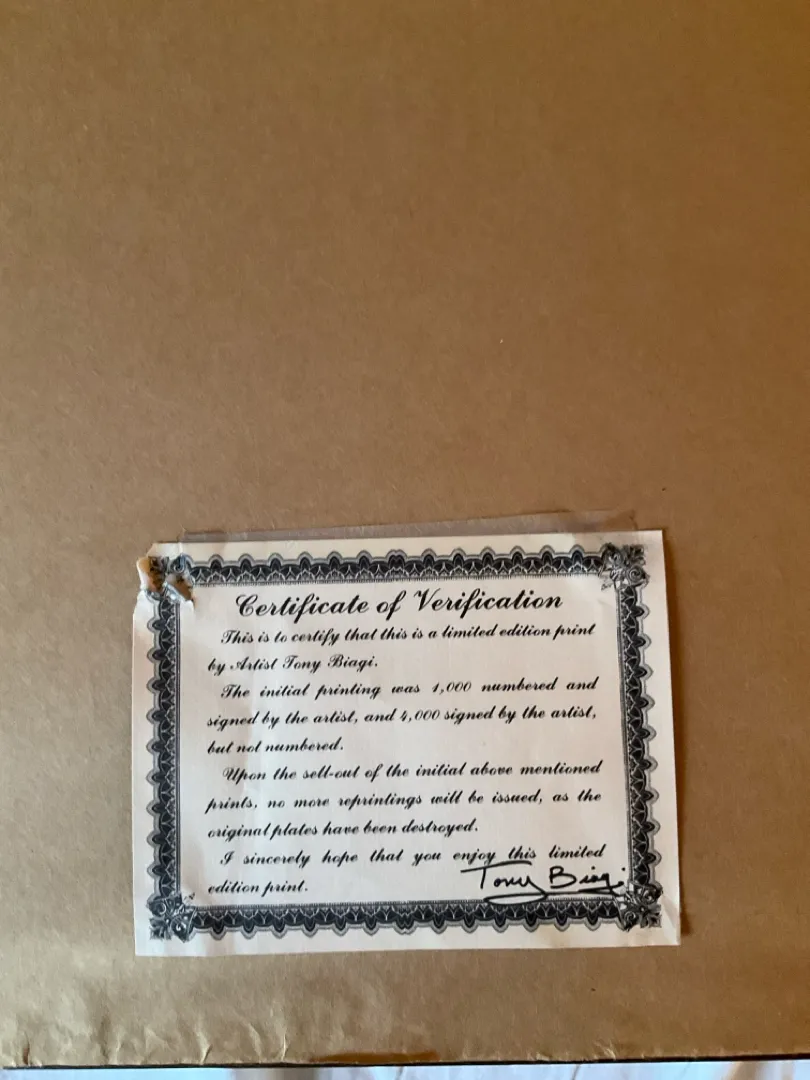 Certificate of Verification
This is to certify that this is a limited edition print
by Artist Tony Biagi.
The initial printing was 1,000 numbered and
signed by the artist, and 4,000 signed by the artist,
but not numbered.
Upon the sell-out of the initial above mentioned
prints, no more reprintings will be issued, as the
original plates have been destroyed.
I sincerely hope that you enjoy this limited
edition print.
Tony Biagi